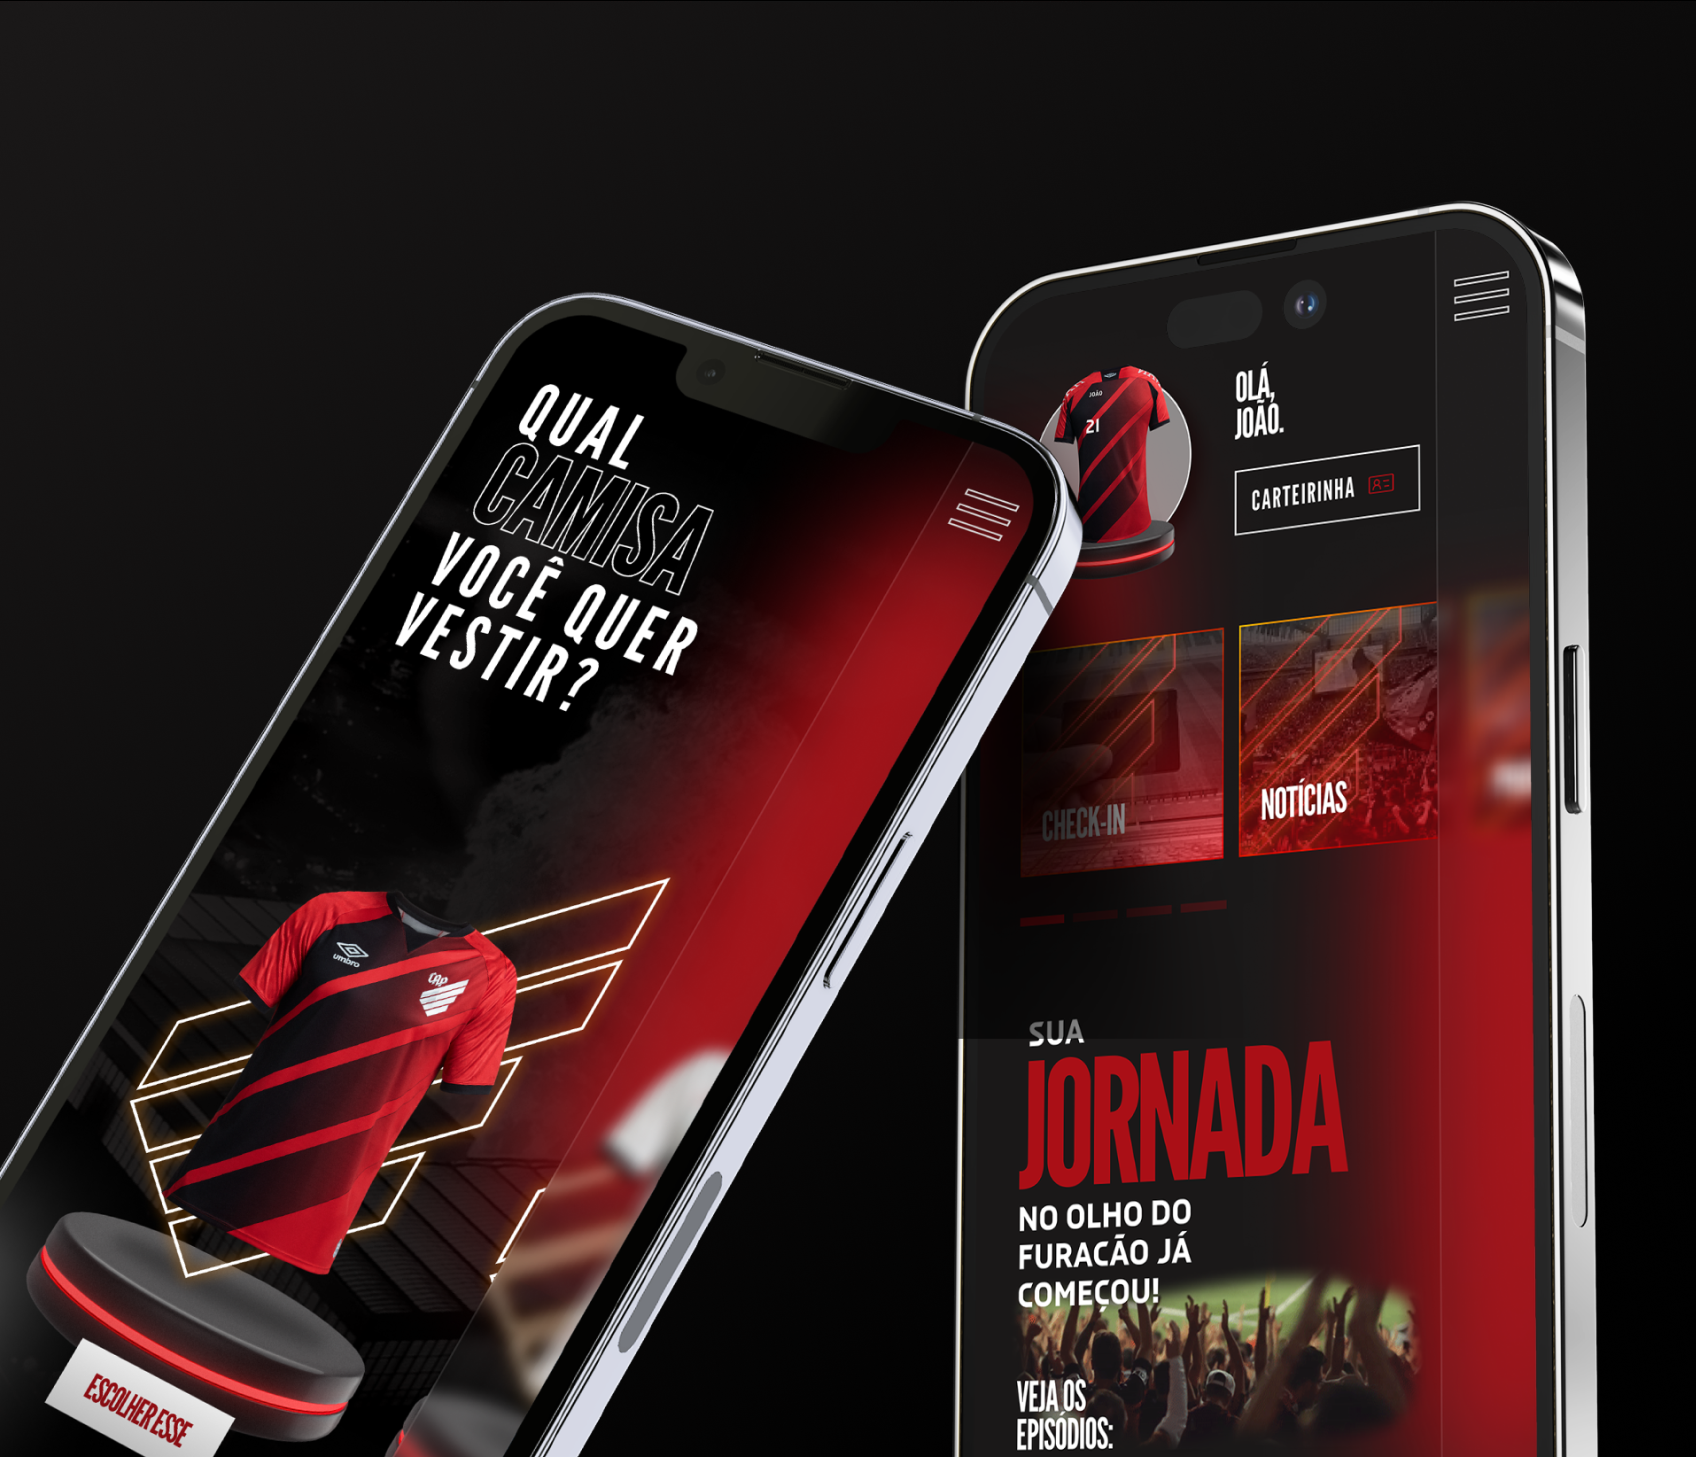 QUAL
CAMISA
VOCÊ QUER
VESTIR?
umbro
CAP
ESCOLHER ESSE
JOÃO
21
OLÁ,
JOÃO.
CARTEIRINHA
CHECK-IN
NOTÍCIAS
SUA
JORNADA
NO OLHO DO
FURACÃO JÁ
COMEÇOU!
VEJA OS
EPISÓDIOS: